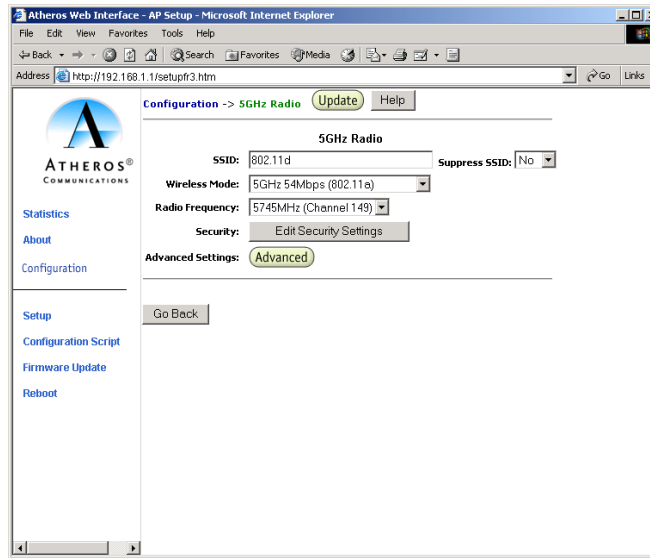 Atheros Web Interface - AP Setup - Microsoft Internet Explorer
File Edit View Favorites Tools Help
Back Search Favorites Media
Address http://192.168.1.1/setupfr3.htm Go Links
ATHEROS®
COMMUNICATIONS
Statistics
About
Configuration
Setup
Configuration Script
Firmware Update
Reboot
Configuration -> 5GHz Radio Update Help
5GHz Radio
SSID: 802.11d Suppress SSID: No
Wireless Mode: 5GHz 54Mbps (802.11a)
Radio Frequency: 5745MHz (Channel 149)
Security: Edit Security Settings
Advanced Settings: Advanced
Go Back